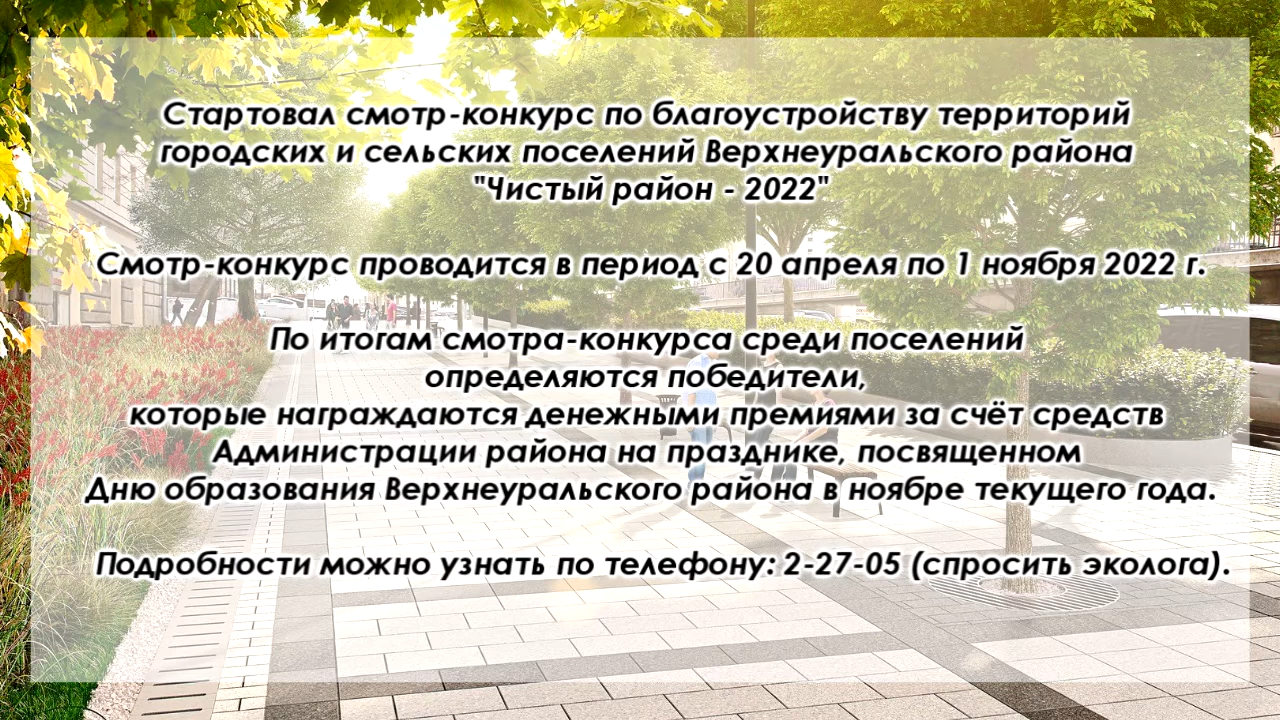 Стартовал смотр-конкурс по благоустройству территорий
городских и сельских поселений Верхнеуральского района
"Чистый район - 2022"
Смотр-конкурс проводится в период с 20 апреля по 1 ноября 2022 г.
По итогам смотра-конкурса среди поселений
определяются победители,
которые награждаются денежными премиями за счёт средств
Администрации района на празднике, посвященном
Дню образования Верхнеуральского района в ноябре текущего года.
Подробности можно узнать по телефону: 2-27-05 (спросить эколога).